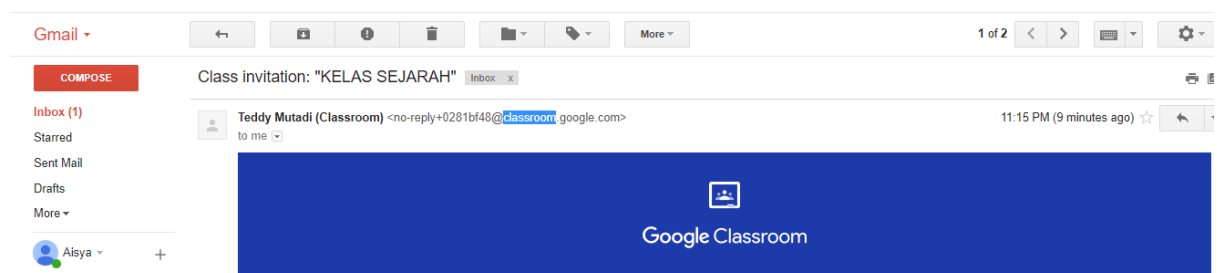 Gmail
More
1 of 2
COMPOSE
Class invitation: "KELAS SEJARAH" Inbox x
Inbox (1)
Teddy Mutadi (Classroom) <no-reply+0281bf48@classroom.google.com>
11:15 PM (9 minutes ago)
to me
Starred
Sent Mail
Drafts
More
Google Classroom
Aisya
+